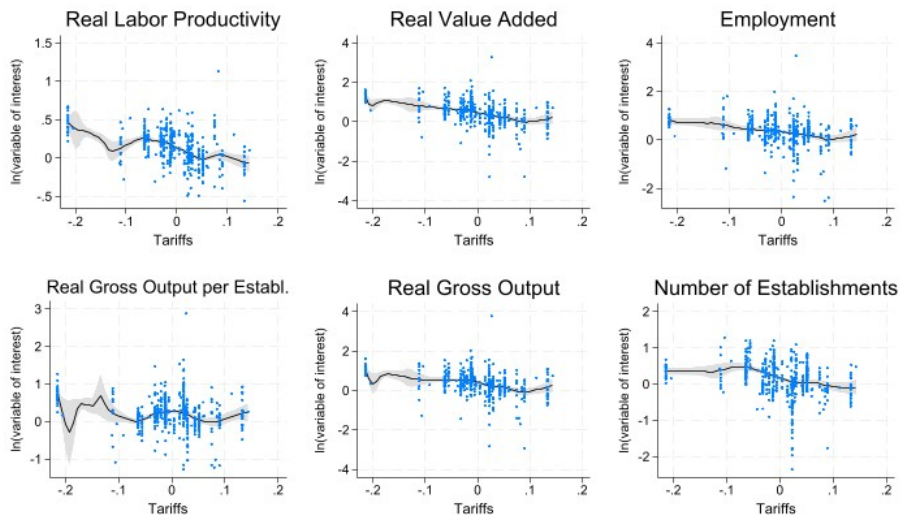 Real Labor Productivity
ln(variable of interest)
1.5
1
.5
0
-.5
-.2 -.1 0 .1 .2
Tariffs
Real Value Added
ln(variable of interest)
4
2
0
-2
-4
-.2 -.1 0 .1 .2
Tariffs
Employment
ln(variable of interest)
4
2
0
-2
-.2 -.1 0 .1 .2
Tariffs
Real Gross Output per Establ.
ln(variable of interest)
3
2
1
0
-1
-.2 -.1 0 .1 .2
Tariffs
Real Gross Output
ln(variable of interest)
4
2
0
-2
-4
-.2 -.1 0 .1 .2
Tariffs
Number of Establishments
ln(variable of interest)
2
1
0
-1
-2
-.2 -.1 0 .1 .2
Tariffs